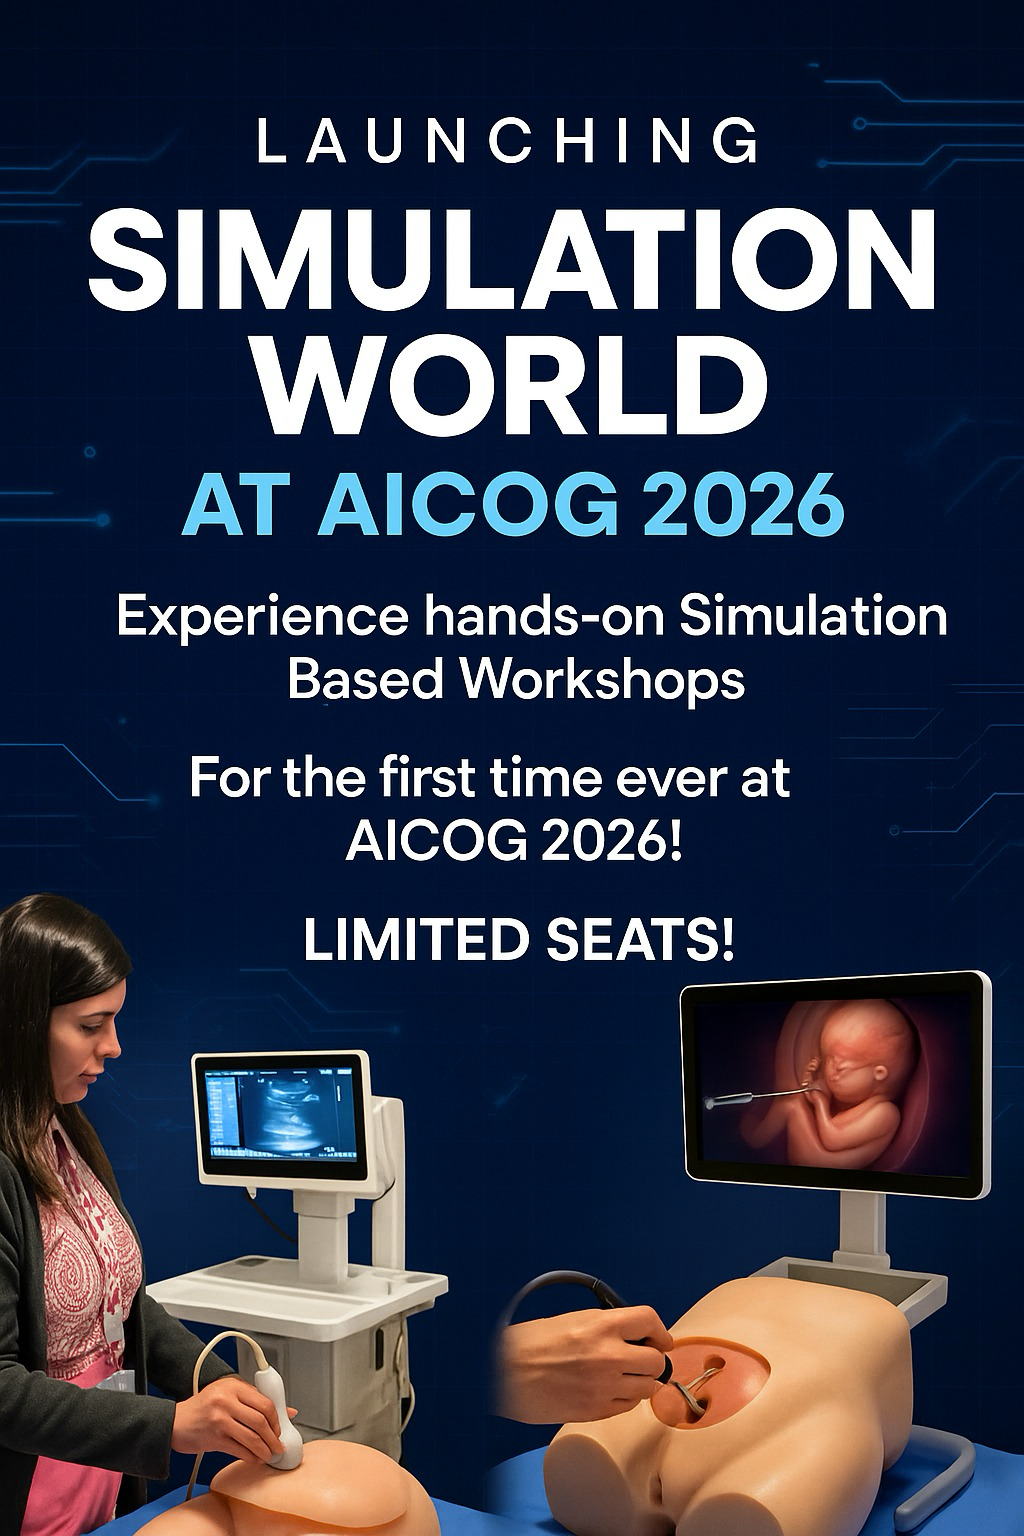 LAUNCHING
SIMULATION
WORLD
AT AICOG 2026
Experience hands-on Simulation
Based Workshops
For the first time ever at
AICOG 2026!
LIMITED SEATS!